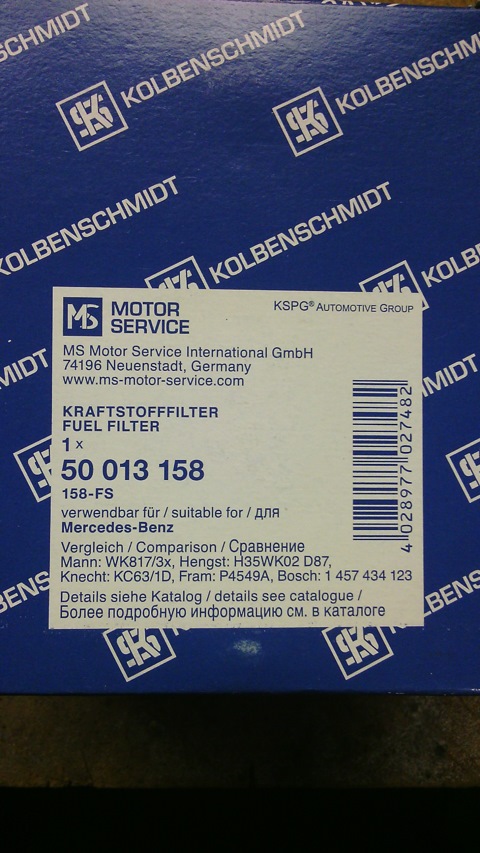 KOLBENSCHMIDT
KOLBENSCHMIDT
KOLBENSCHMIDT
KOLBENSCHMIDT
MS MOTOR
SERVICE
KSPG® AUTOMOTIVE GROUP
MS Motor Service International GmbH
74196 Neuenstadt, Germany
www.ms-motor-service.com
KRAFTSTOFFFILTER
FUEL FILTER
1 x
50 013 158
158-FS
verwendbar für / suitable for / для
Mercedes-Benz
Vergleich / Comparison / Сравнение
Mann: WK817/3x, Hengst: H35WK02 D87,
Knecht: KC63/1D, Fram: P4549A, Bosch: 1 457 434 123
Details siehe Katalog / details see catalogue /
Более подробную информацию см. в каталоге
4 028977 027482